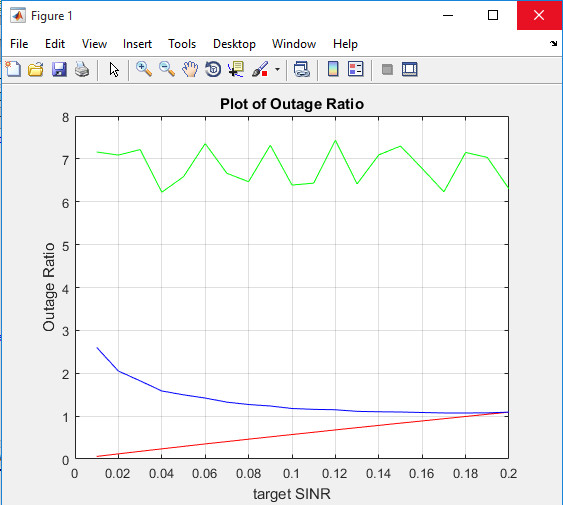 Figure 1
File Edit View Insert Tools Desktop Window Help
Plot of Outage Ratio
8
7
6
5
4
3
2
1
0
Outage Ratio
0 0.02 0.04 0.06 0.08 0.1 0.12 0.14 0.16 0.18 0.2
target SINR